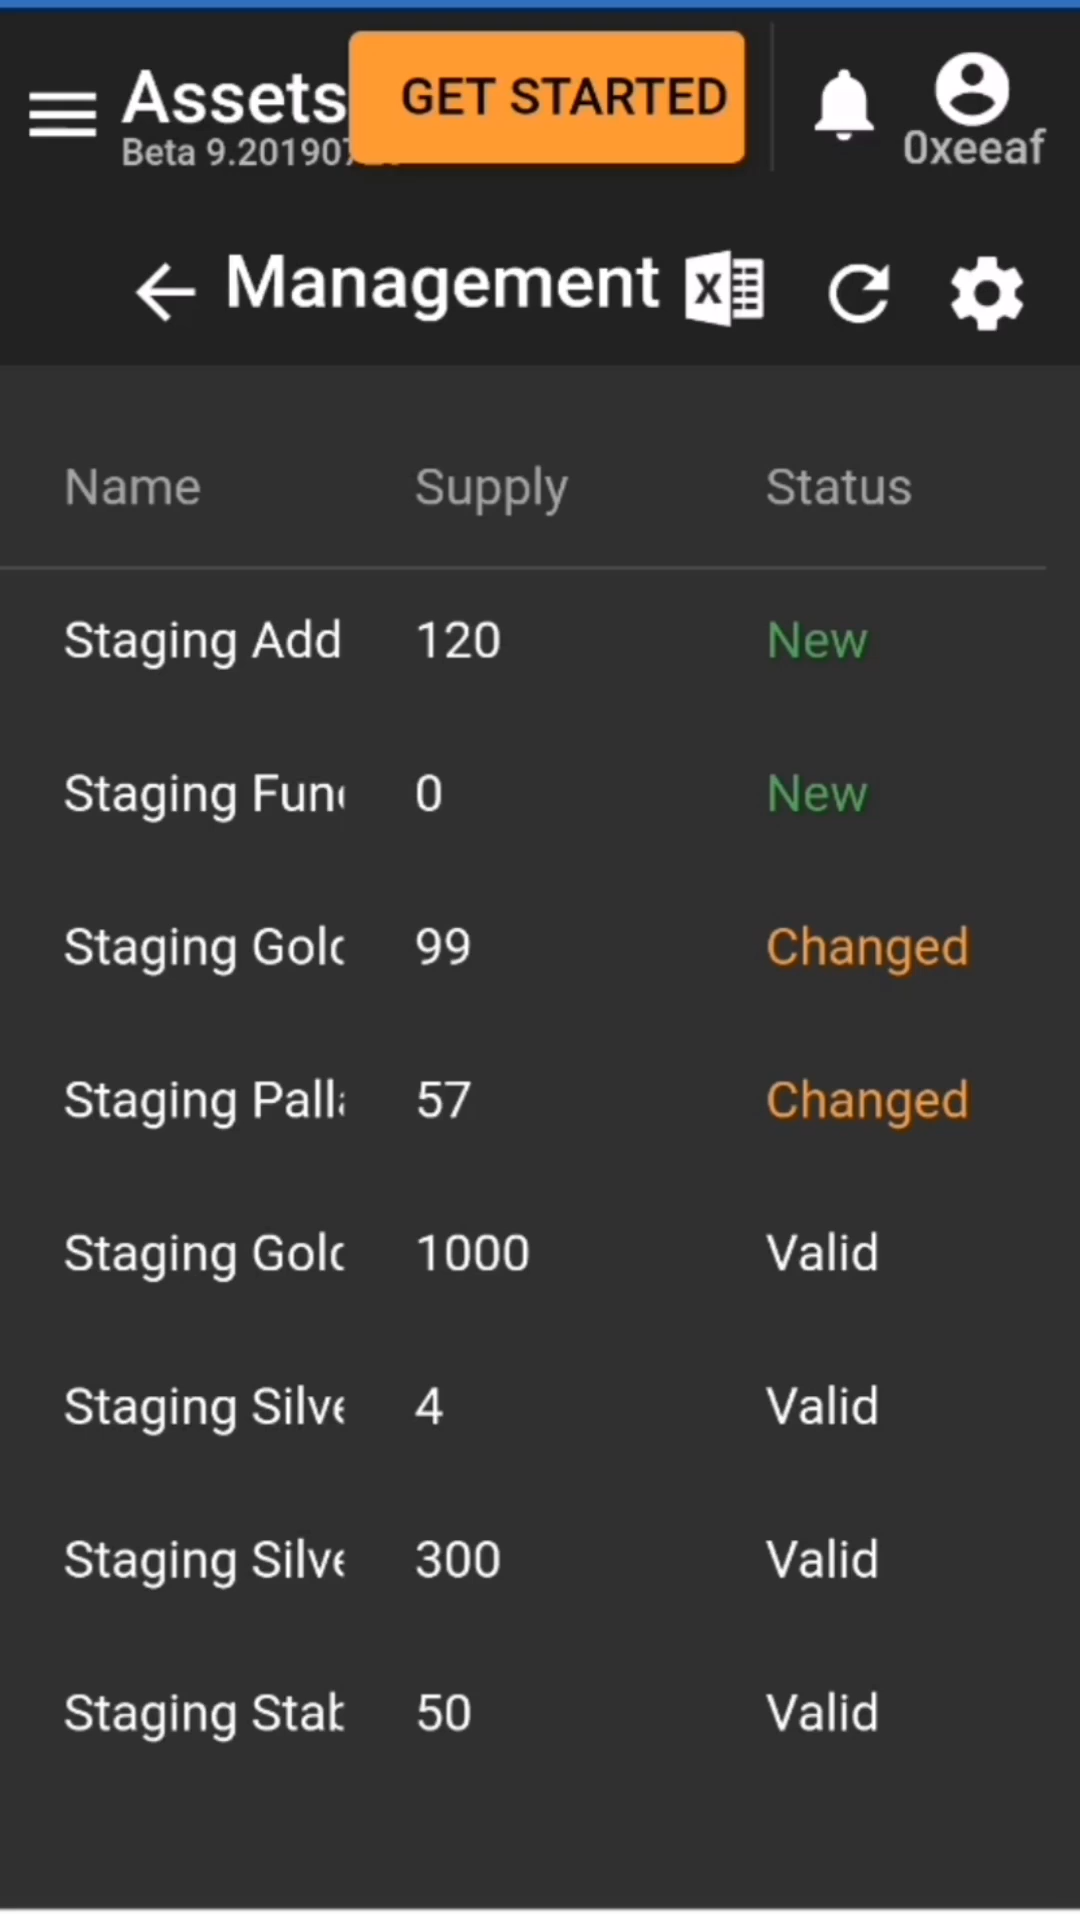 Assets
GET STARTED
Beta 9.20190
0xeeaf
Management
Name Supply Status
Staging Add 120 New
Staging Fun 0 New
Staging Gol 99 Changed
Staging Pall 57 Changed
Staging Gol 1000 Valid
Staging Silv 4 Valid
Staging Silv 300 Valid
Staging Sta 50 Valid